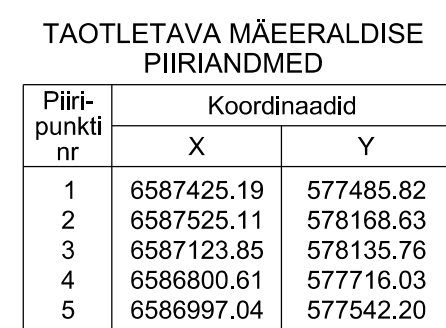 TAOTLETAVA MÄEERALDISE
PIIRIANDMED
Piiri-
punkti
nr
Koordinaadid
X Y
1 6587425.19 577485.82
2 6587525.11 578168.63
3 6587123.85 578135.76
4 6586800.61 577716.03
5 6586997.04 577542.20